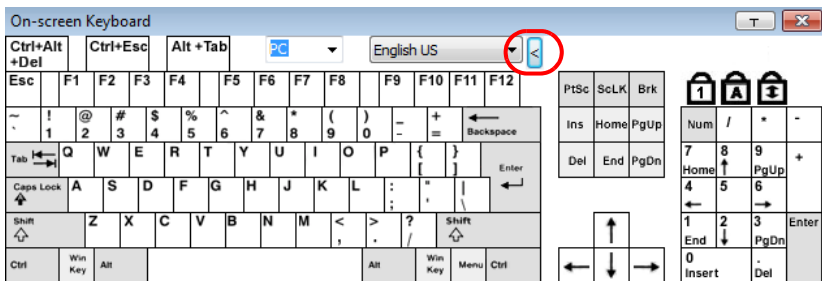 On-screen Keyboard
Ctrl+Alt +Del Ctrl+Esc Alt +Tab PC English US <
Esc F1 F2 F3 F4 F5 F6 F7 F8 F9 F10 F11 F12 PtSc ScLK Brk 1 A
~ ! @ # $ % ^ & * ( ) _ +
` 1 2 3 4 5 6 7 8 9 0 - = Backspace Ins Home PgUp Num / * -
Tab Q W E R T Y U I O P { [ } ] Enter Del End PgDn 7 Home 8 9 PgUp +
Caps Lock A S D F G H J K L : ; " ' | \ 4 5 6
Shift Z X C V B N M < , > . ? / Shift 1 End 2 3 PgDn Enter
Ctrl Win Key Alt Alt Win Key Menu Ctrl 0 Insert . Del